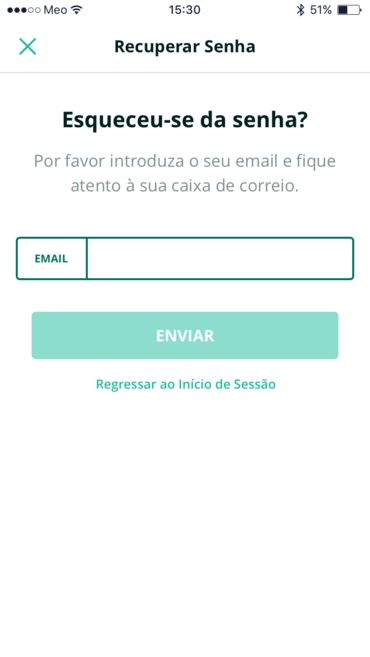 Meo 15:30 51%
Recuperar Senha
Esqueceu-se da senha?
Por favor introduza o seu email e fique
atento à sua caixa de correio.
EMAIL
ENVIAR
Regressar ao Início de Sessão